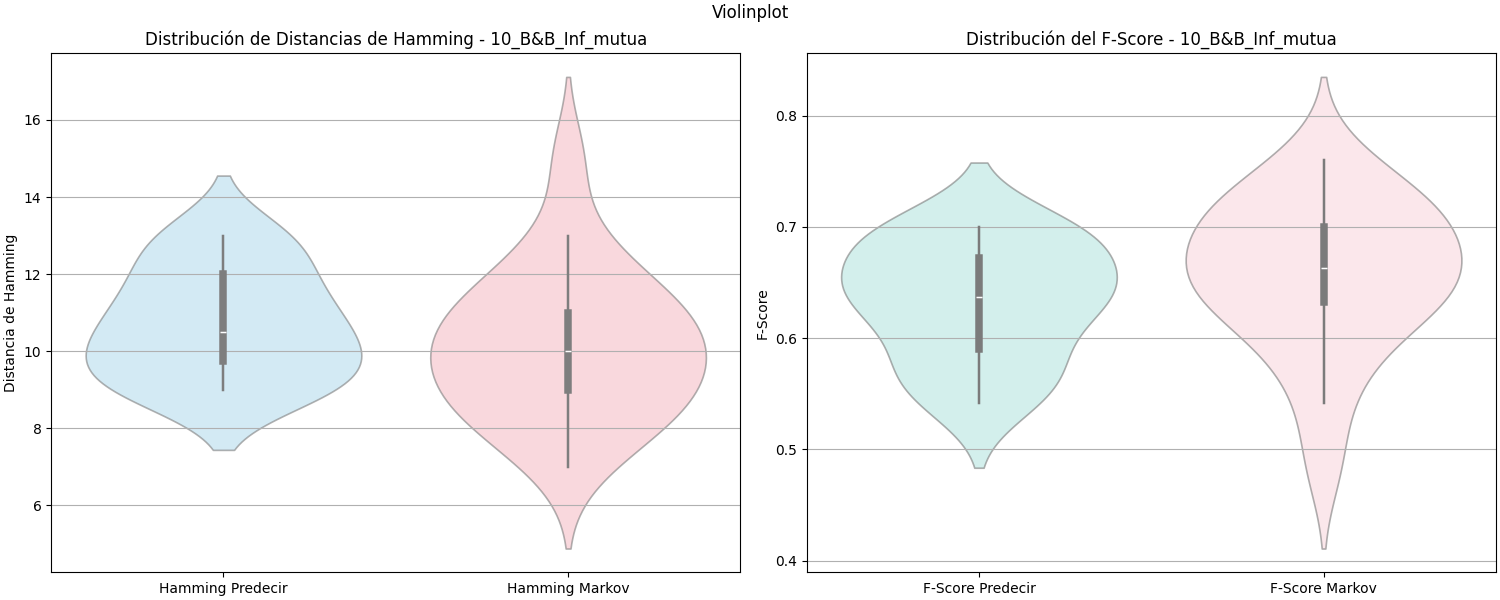 Violinplot
Distribución de Distancias de Hamming - 10_B&B_Inf_mutua
Distancia de Hamming
16
14
12
10
8
6
Hamming Predecir
Hamming Markov
Distribución del F-Score - 10_B&B_Inf_mutua
F-Score
0.8
0.7
0.6
0.5
0.4
F-Score Predecir
F-Score Markov